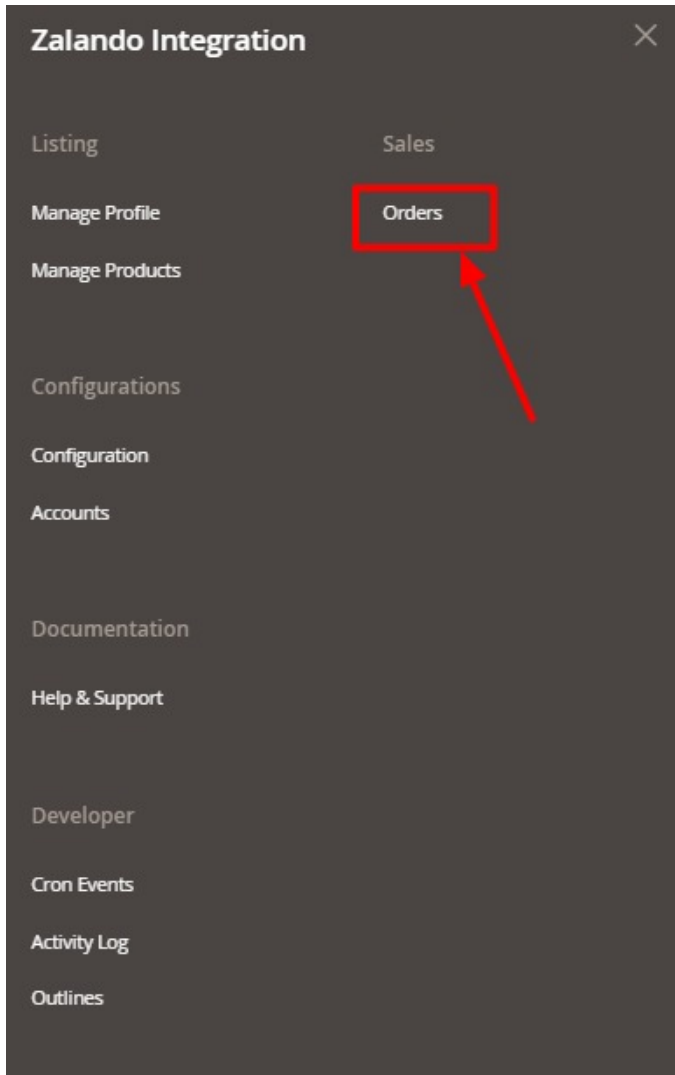 Zalando Integration
Listing
Sales
Manage Profile
Orders
Manage Products
Configurations
Configuration
Accounts
Documentation
Help & Support
Developer
Cron Events
Activity Log
Outlines